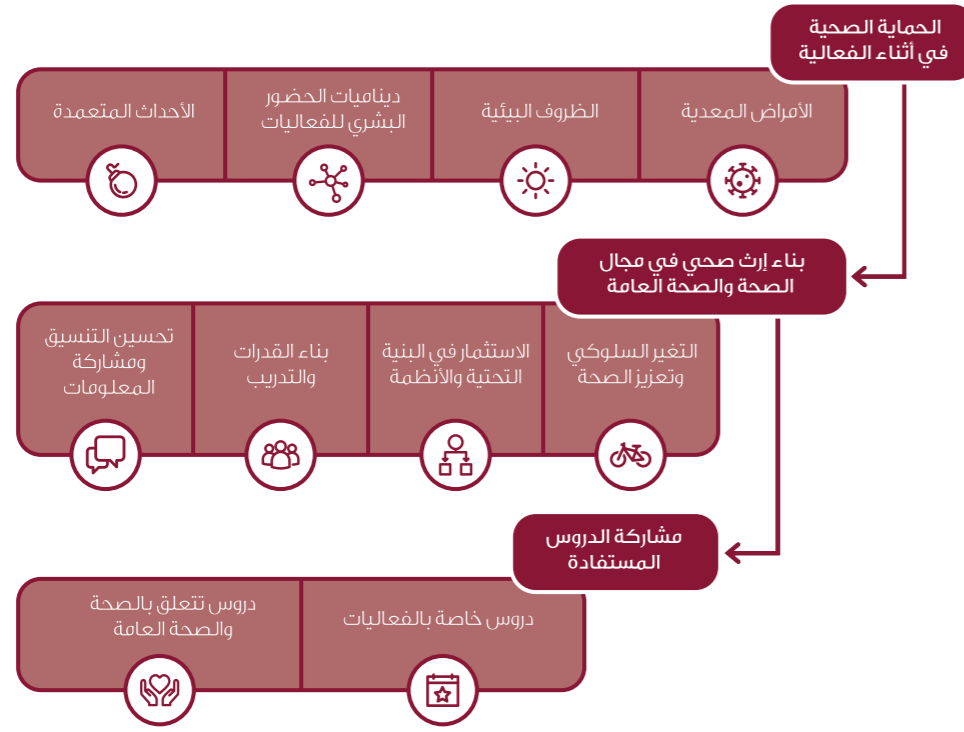 الحماية الصحية
في أثناء الفعالية
الأمراض المعدية
الظروف البيئية
ديناميات الحضور
البشري للفعاليات
الأحداث المتعمدة
بناء إرث صحي في مجال
الصحة والصحة العامة
التغير السلوكي
وتعزيز الصحة
الاستثمار في البنية
التحتية والأنظمة
بناء القدرات
والتدريب
تحسين التنسيق
ومشاركة
المعلومات
مشاركة الدروس
المستفادة
دروس خاصة بالفعاليات
دروس تتعلق بالصحة
والصحة العامة